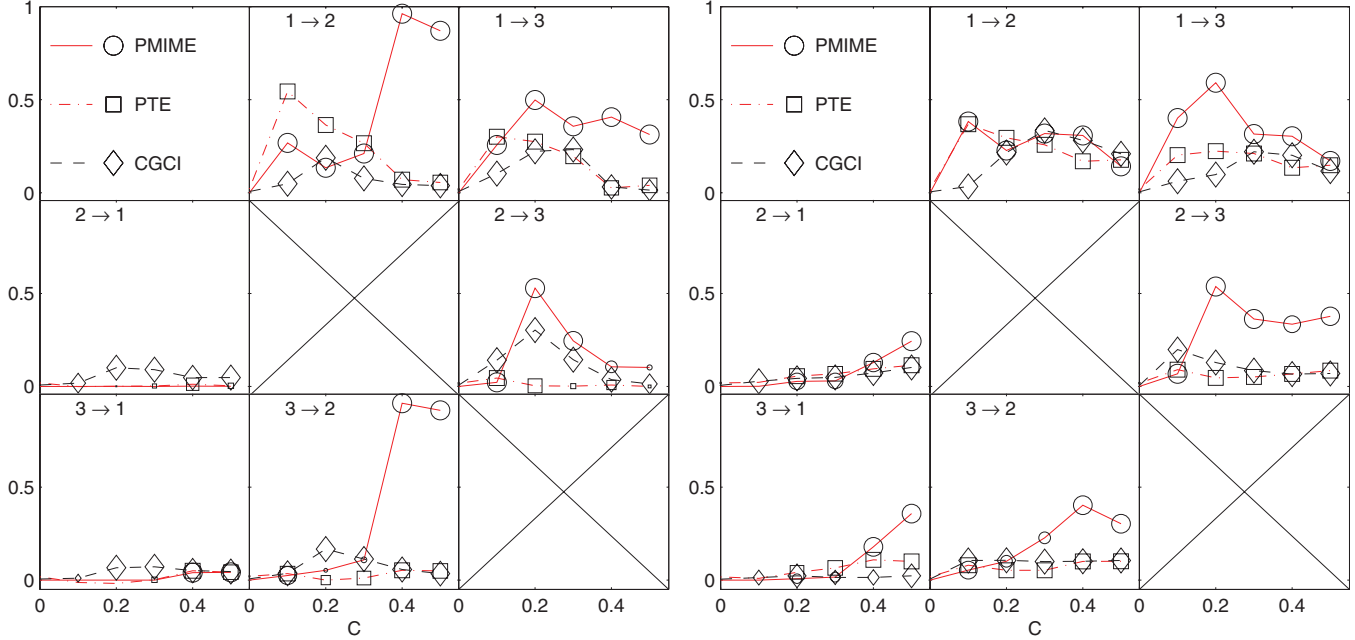 1 1 → 2 1 → 3 1 1 → 2 1 → 3
PMIME PMIME
0.5 PTE 0.5 PTE
CGCI CGCI
0 0
2 → 1 2 → 3 2 → 1 2 → 3
0.5 0.5
0 0
3 → 1 3 → 2 3 → 1 3 → 2
0.5 0.5
0 0
0 0.2 0.4 0 0.2 0.4 0 0.2 0.4 0 0.2 0.4 0 0.2 0.4 0 0.2 0.4
C C